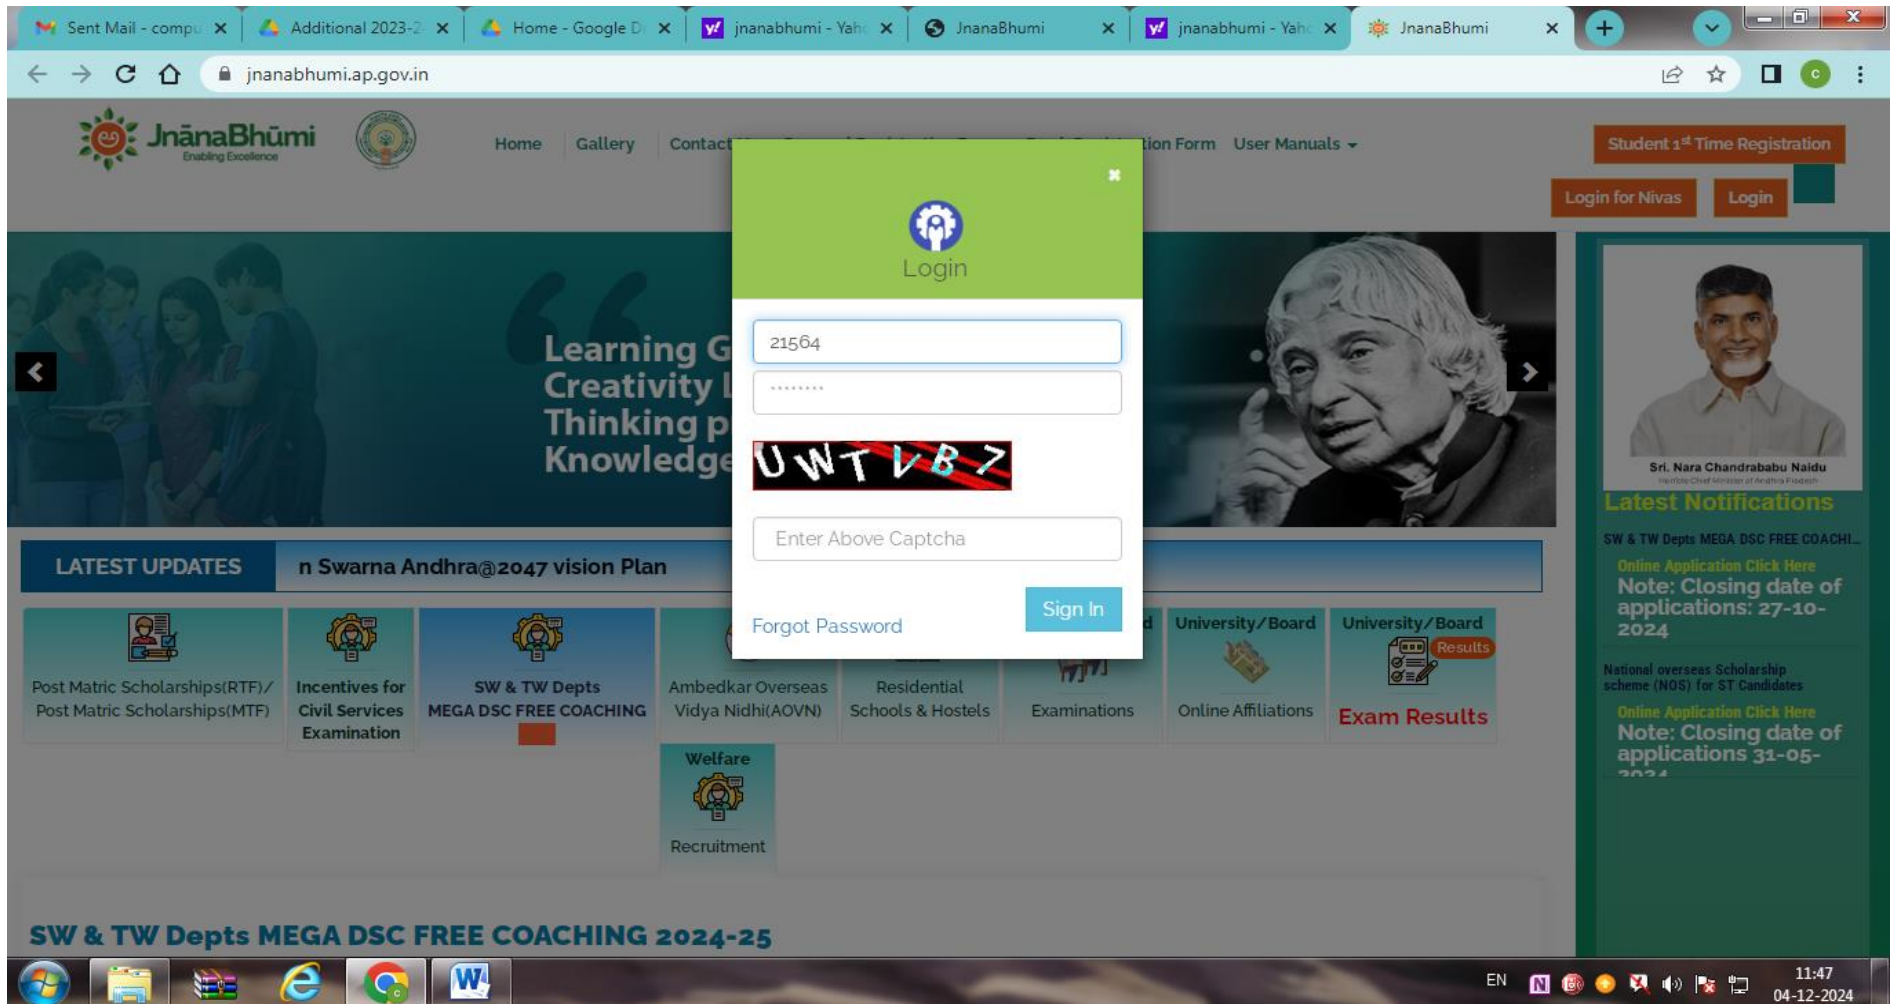 Sent Mail - compu
Additional 2023-2
Home - Google D
jnanabhumi - Yah
JnanaBhumi
jnanabhumi - Yah
JnanaBhumi
jnanabhumi.ap.gov.in
JnānaBhūmi
Enabling Excellence
Home
Gallery
Contact
tion Form
User Manuals
Student 1st Time Registration
Login for Nivas
Login
Login
21564
UWTVB7
Enter Above Captcha
Forgot Password
Sign In
Learning G
Creativity L
Thinking p
Knowledge
Sri. Nara Chandrababu Naidu
Hon'ble Chief Minister of Andhra Pradesh
Latest Notifications
SW & TW Depts MEGA DSC FREE COACHI...
Online Application Click Here
Note: Closing date of
applications: 27-10-
2024
National overseas Scholarship
scheme (NOS) for ST Candidates
Online Application Click Here
Note: Closing date of
applications 31-05-
2024
LATEST UPDATES
n Swarna Andhra@2047 vision Plan
Post Matric Scholarships(RTF)/
Post Matric Scholarships(MTF)
Incentives for
Civil Services
Examination
SW & TW Depts
MEGA DSC FREE COACHING
Ambedkar Overseas
Vidya Nidhi(AOVN)
Residential
Schools & Hostels
d
Examinations
University/Board
Online Affiliations
University/Board
Results
Exam Results
Welfare
Recruitment
SW & TW Depts MEGA DSC FREE COACHING 2024-25
EN
11:47
04-12-2024